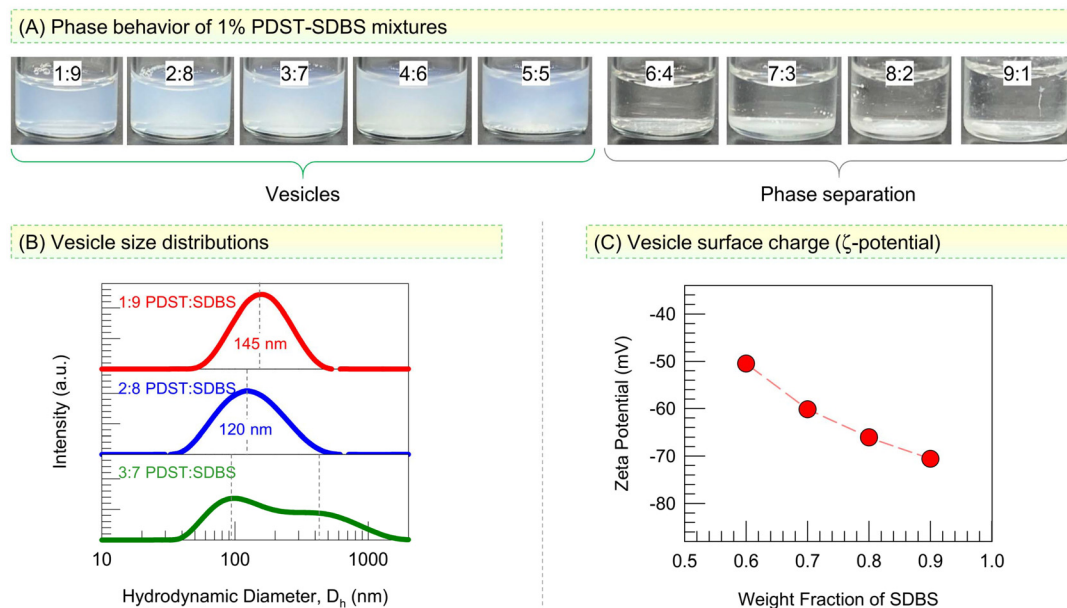 (A) Phase behavior of 1% PDST-SDBS mixtures
1:9 2:8 3:7 4:6 5:5 6:4 7:3 8:2 9:1
Vesicles
Phase separation
(B) Vesicle size distributions
1:9 PDST:SDBS
145 nm
2:8 PDST:SDBS
120 nm
3:7 PDST:SDBS
Intensity (a.u.)
10 100 1000
Hydrodynamic Diameter, Dh (nm)
(C) Vesicle surface charge (ζ-potential)
-40
-50
-60
-70
-80
Zeta Potential (mV)
0.5 0.6 0.7 0.8 0.9 1.0
Weight Fraction of SDBS